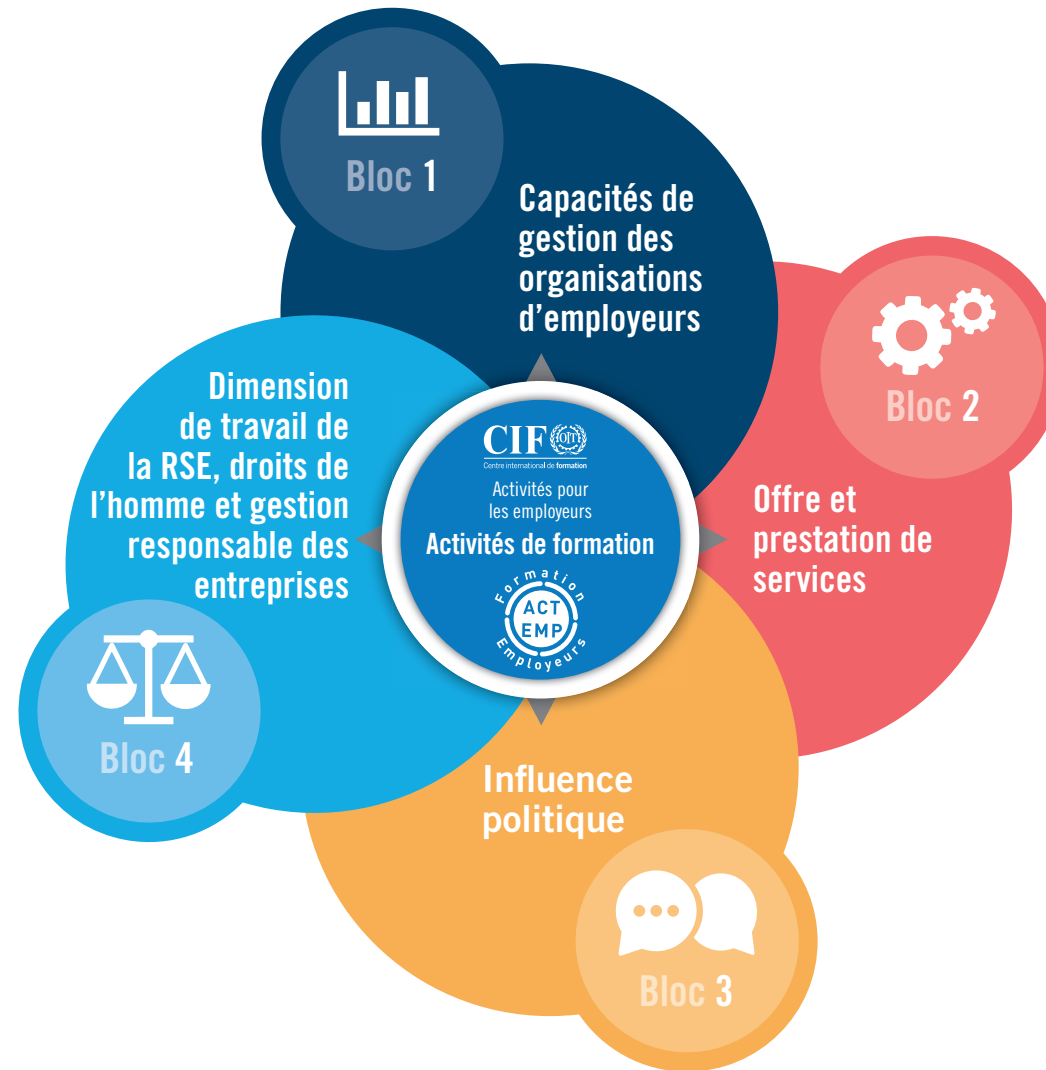 Bloc 1
Capacités de
gestion des
organisations
d'employeurs
Bloc 2
Offre et
prestation de
services
Dimension
de travail de
la RSE, droits de
l'homme et gestion
responsable des
entreprises
Bloc 4
CIF OIT
Centre international de formation
Activités pour
les employeurs
Activités de formation
Formation
ACT
EMP
Employeurs
Influence
politique
Bloc 3